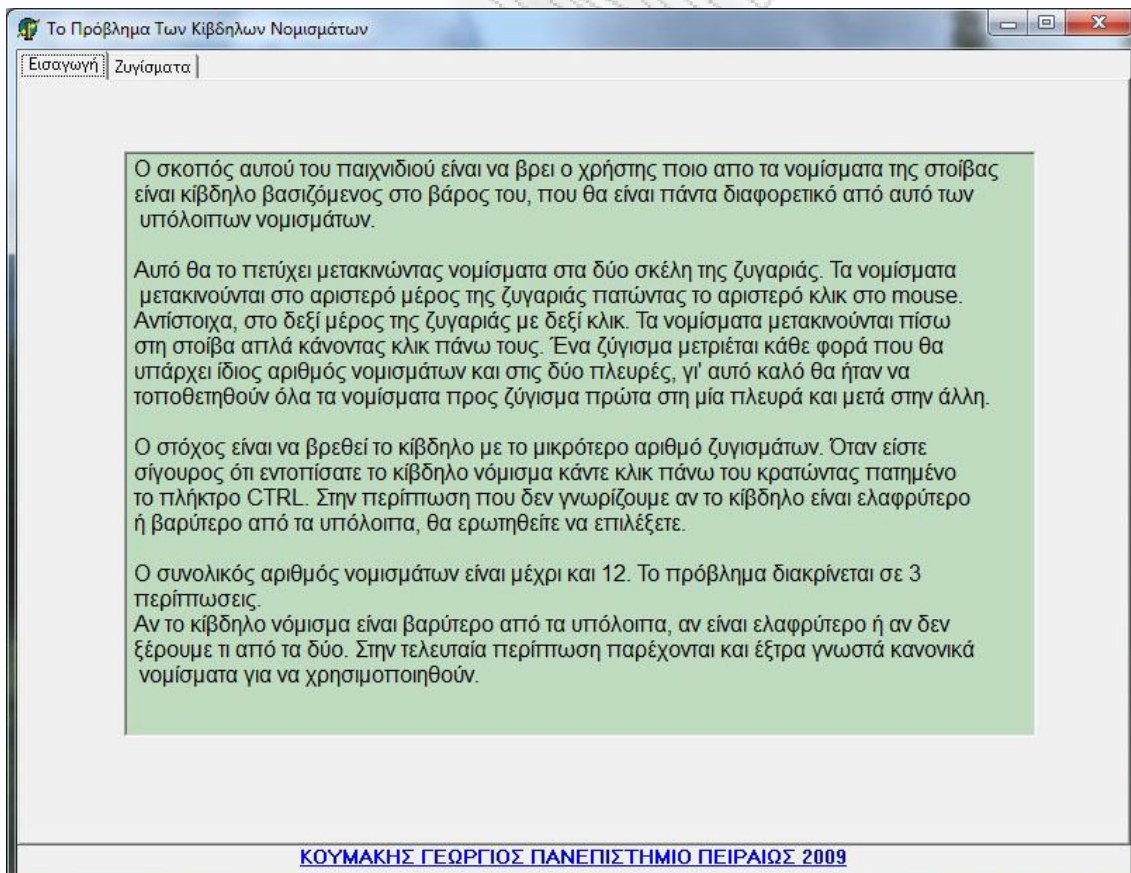 Το Πρόβλημα Των Κίβδηλων Νομισμάτων
Εισαγωγή Ζυγίσματα
Ο σκοπός αυτού του παιχνιδιού είναι να βρει ο χρήστης ποιο απο τα νομίσματα της στοίβας
είναι κίβδηλο βασιζόμενος στο βάρος του, που θα είναι πάντα διαφορετικό από αυτό των
υπόλοιπων νομισμάτων.
Αυτό θα το πετύχει μετακινώντας νομίσματα στα δύο σκέλη της ζυγαριάς. Τα νομίσματα
μετακινούνται στο αριστερό μέρος της ζυγαριάς πατώντας το αριστερό κλικ στο mouse.
Αντίστοιχα, στο δεξί μέρος της ζυγαριάς με δεξί κλικ. Τα νομίσματα μετακινούνται πίσω
στη στοίβα απλά κάνοντας κλικ πάνω τους. Ένα ζύγισμα μετριέται κάθε φορά που θα
υπάρχει ίδιος αριθμός νομισμάτων και στις δύο πλευρές, γι' αυτό καλό θα ήταν να
τοποθετηθούν όλα τα νομίσματα προς ζύγισμα πρώτα στη μία πλευρά και μετά στην άλλη.
Ο στόχος είναι να βρεθεί το κίβδηλο με το μικρότερο αριθμό ζυγισμάτων. Όταν είστε
σίγουρος ότι εντοπίσατε το κίβδηλο νόμισμα κάντε κλικ πάνω του κρατώντας πατημένο
το πλήκτρο CTRL. Στην περίπτωση που δεν γνωρίζουμε αν το κίβδηλο είναι ελαφρύτερο
ή βαρύτερο από τα υπόλοιπα, θα ερωτηθείτε να επιλέξετε.
Ο συνολικός αριθμός νομισμάτων είναι μέχρι και 12. Το πρόβλημα διακρίνεται σε 3
περίπτωσεις.
Αν το κίβδηλο νόμισμα είναι βαρύτερο από τα υπόλοιπα, αν είναι ελαφρύτερο ή αν δεν
ξέρουμε τι από τα δύο. Στην τελευταία περίπτωση παρέχονται και έξτρα γνωστά κανονικά
νομίσματα για να χρησιμοποιηθούν.
ΚΟΥΜΑΚΗΣ ΓΕΩΡΓΙΟΣ ΠΑΝΕΠΙΣΤΗΜΙΟ ΠΕΙΡΑΙΩΣ 2009